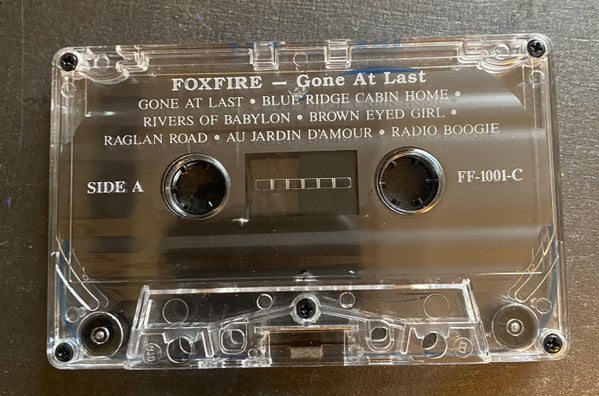 FOXFIRE — Gone At Last
GONE AT LAST • BLUE RIDGE CABIN HOME •
RIVERS OF BABYLON • BROWN EYED GIRL •
RAGLAN ROAD • AU JARDIN D'AMOUR • RADIO BOOGIE
SIDE A
FF-1001-C